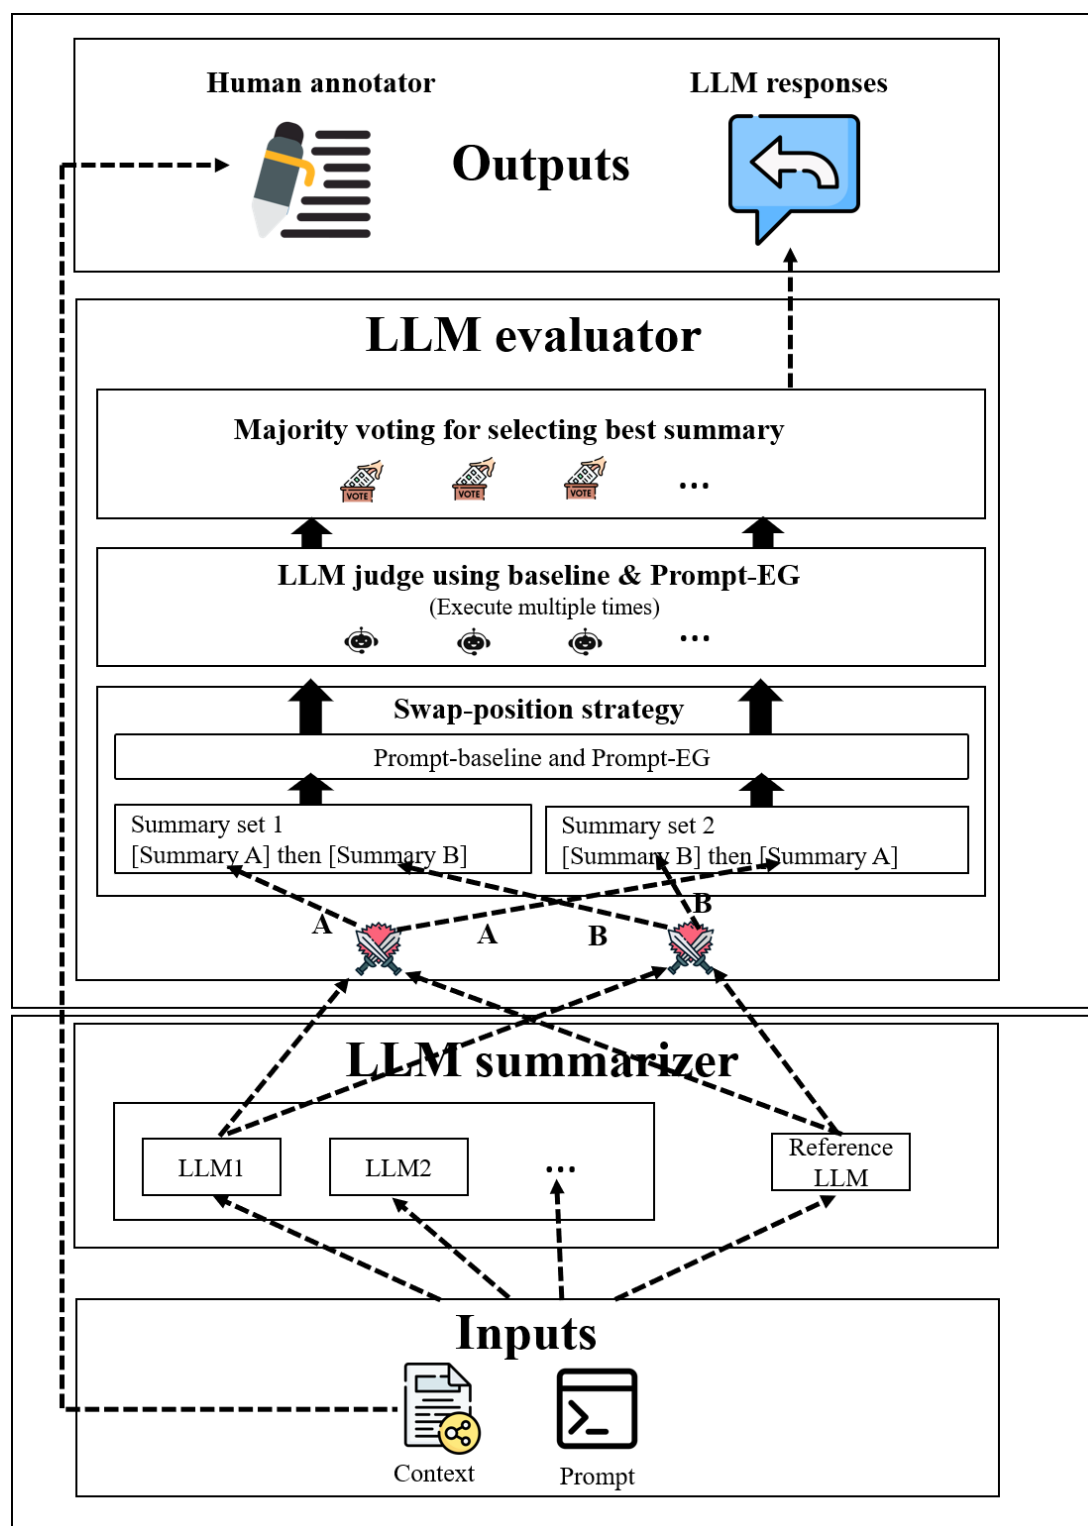 Human annotator
LLM responses
Outputs
LLM evaluator
Majority voting for selecting best summary
VOTE
VOTE
VOTE
...
LLM judge using baseline & Prompt-EG
(Execute multiple times)
...
Swap-position strategy
Prompt-baseline and Prompt-EG
Summary set 1
[Summary A] then [Summary B]
Summary set 2
[Summary B] then [Summary A]
A
A
B
B
LLM summarizer
LLM1
LLM2
...
Reference
LLM
Inputs
Context
Prompt